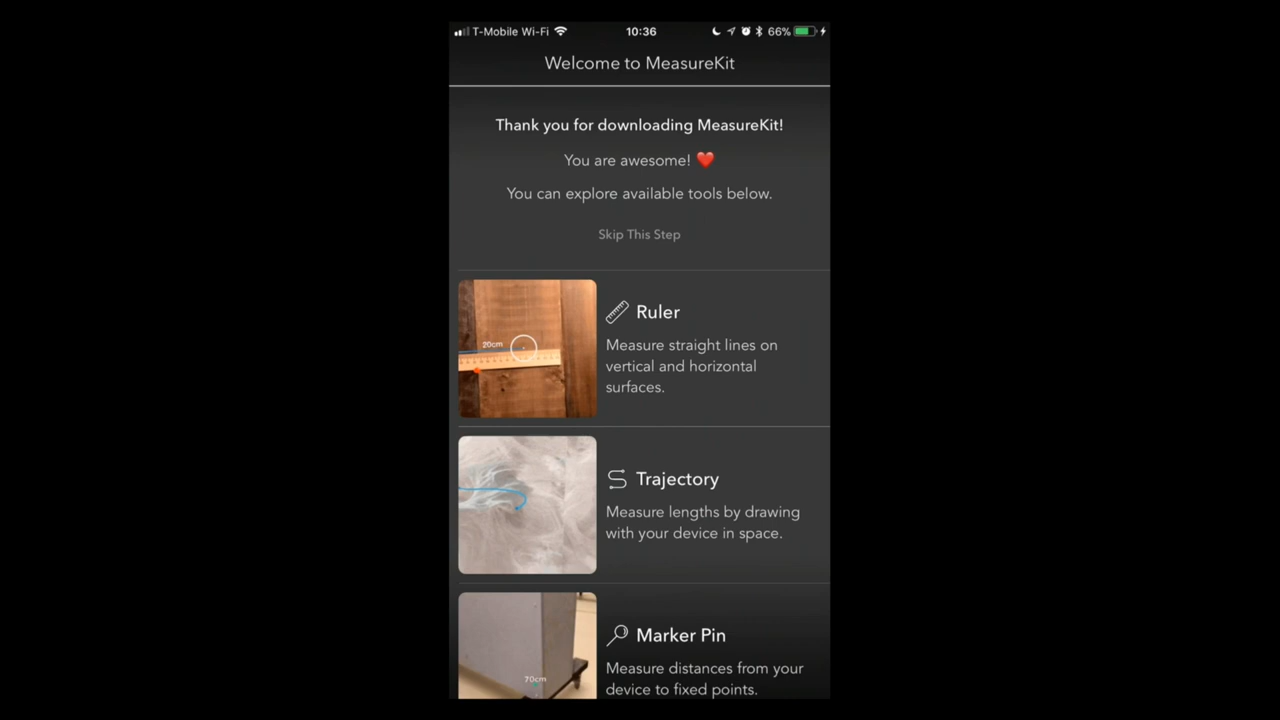 T-Mobile Wi-Fi 10:36 66%
Welcome to MeasureKit
Thank you for downloading MeasureKit!
You are awesome! ❤️
You can explore available tools below.
Skip This Step
20cm
Ruler
Measure straight lines on
vertical and horizontal
surfaces.
Trajectory
Measure lengths by drawing
with your device in space.
70cm
Marker Pin
Measure distances from your
device to fixed points.